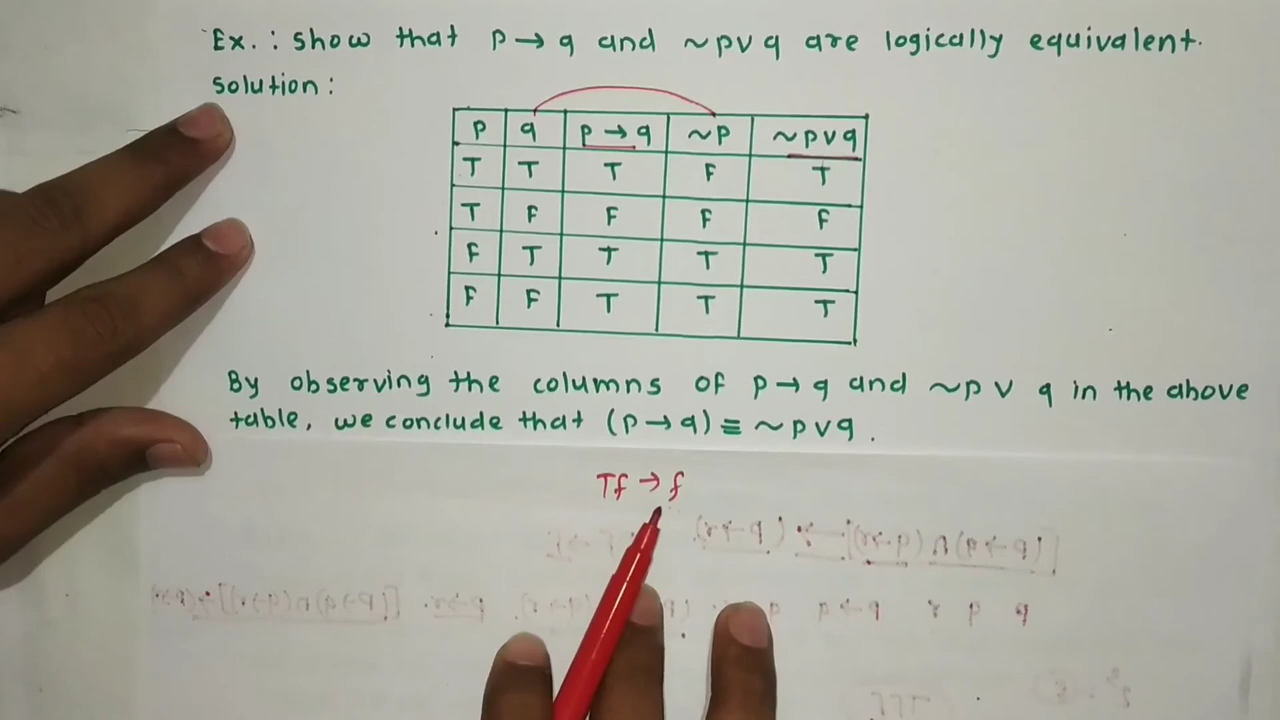 Ex. : show that p → q and ~p∨q are logically equivalent.
solution :
p q p → q ~p ~p∨q
T T T F T
T F F F F
F T T T T
F F T T T
By observing the columns of p → q and ~p ∨ q in the above
table, we conclude that (p → q) ≡ ~p∨q .
Tf → f